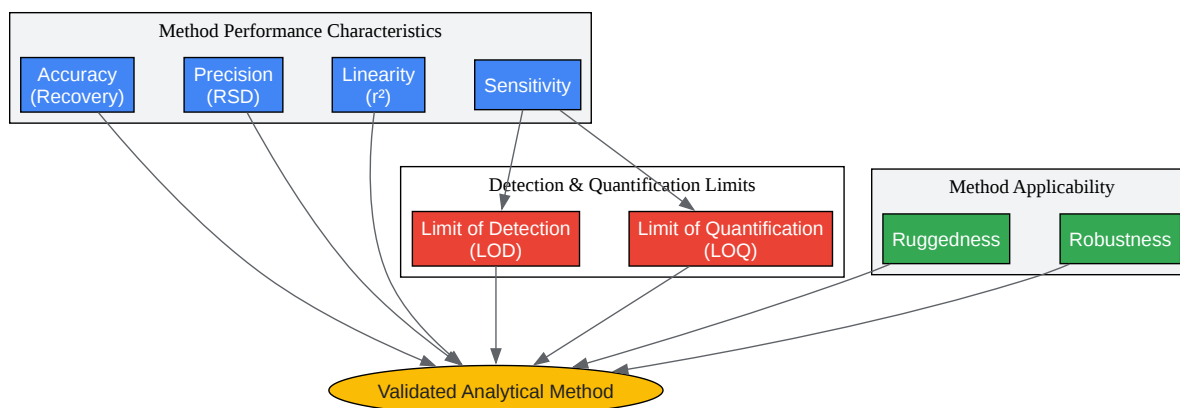 Method Performance Characteristics
Accuracy
(Recovery)
Precision
(RSD)
Linearity
(r²)
Sensitivity
Detection & Quantification Limits
Limit of Detection
(LOD)
Limit of Quantification
(LOQ)
Method Applicability
Ruggedness
Robustness
Validated Analytical Method